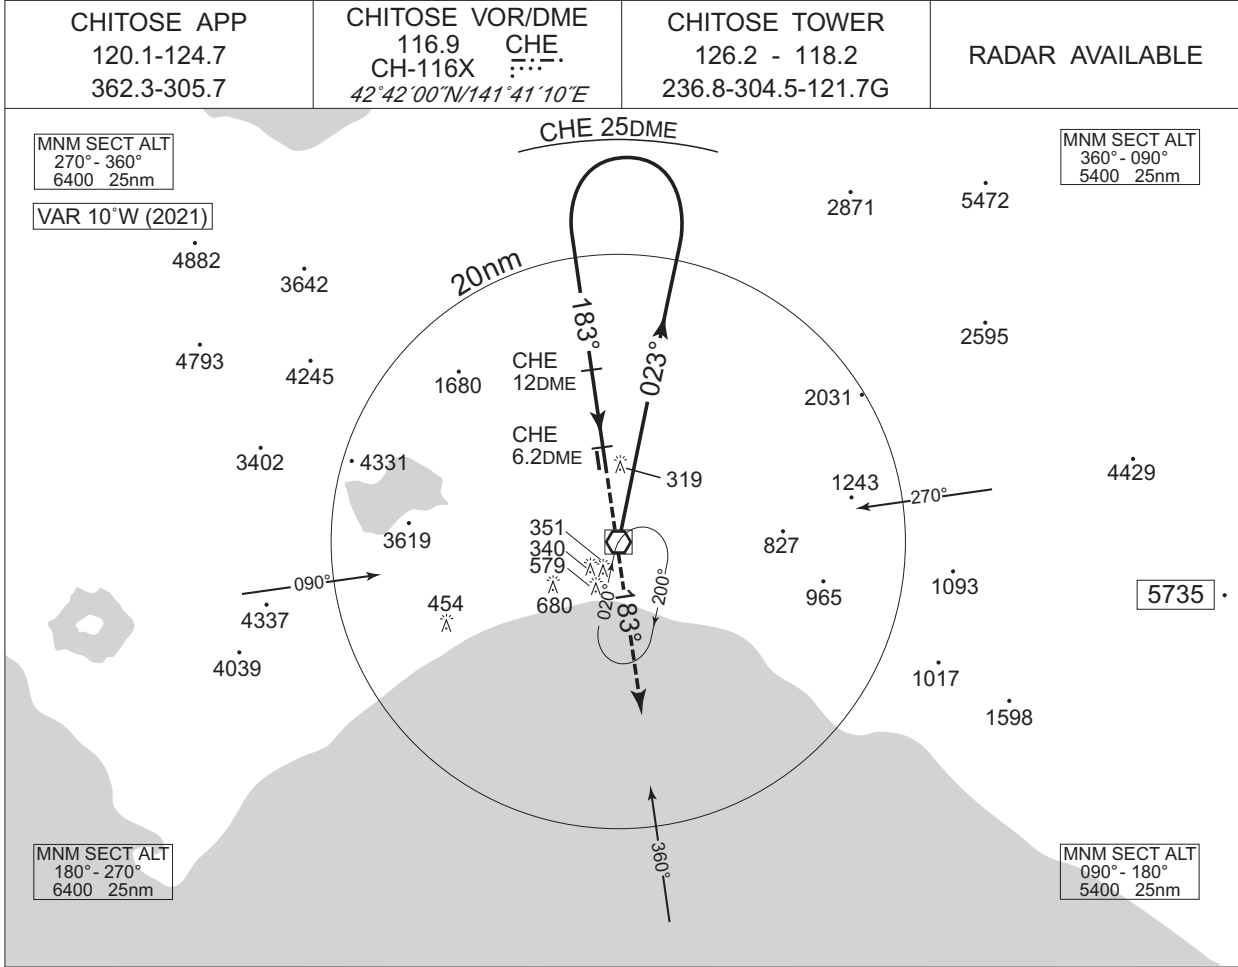 CHITOSE APP
120.1-124.7
362.3-305.7
CHITOSE VOR/DME
116.9 CHE
CH-116X
42°42´00˝N/141°41´10˝E
CHITOSE TOWER
126.2 - 118.2
236.8-304.5-121.7G
RADAR AVAILABLE
CHE 25DME
MNM SECT ALT
270°- 360°
6400 25nm
MNM SECT ALT
360°- 090°
5400 25nm
VAR 10°W (2021)
2871
5472
4882
3642
20nm
183°
023°
2595
4793
4245
1680
CHE
12DME
2031
CHE
6.2DME
3402
4331
319
4429
1243
270°
3619
351
340
579
680
827
090°
020°
200°
183°
965
1093
5735
4337
454
4039
1017
1598
360°
MNM SECT ALT
180°- 270°
6400 25nm
MNM SECT ALT
090°- 180°
5400 25nm